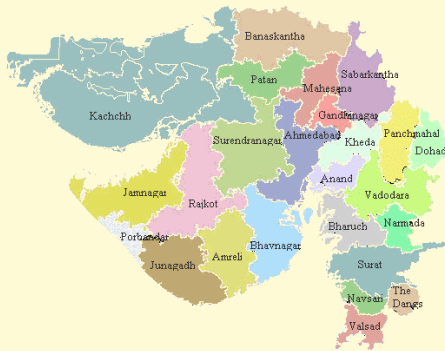 Banaskantha
Patan
Mahesana
Sabarkantha
Kachchh
Gandhinagar
Surendranagar
Ahmedabad
Kheda
Panchmahal
Dohad
Anand
Jamnagar
Rajkot
Vadodara
Bharuch
Narmada
Porbandar
Bhavnagar
Junagadh
Amreli
Surat
Navsari
The
Dangs
Valsad